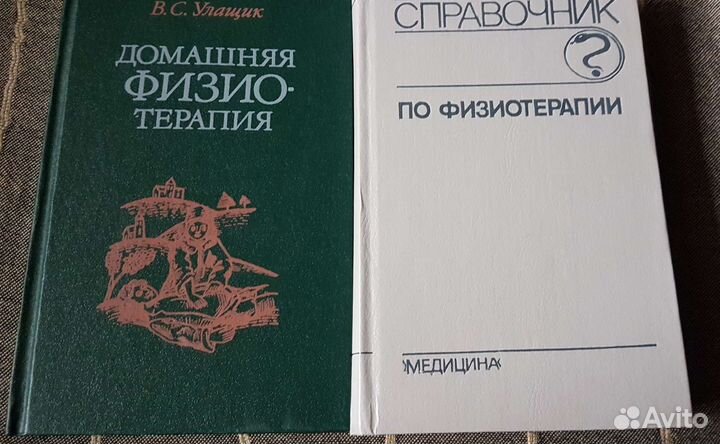 В. С. Улащик
ДОМАШНЯЯ
ФИЗИО-
ТЕРАПИЯ
СПРАВОЧНИК
ПО ФИЗИОТЕРАПИИ
»МЕДИЦИНА«
Avito